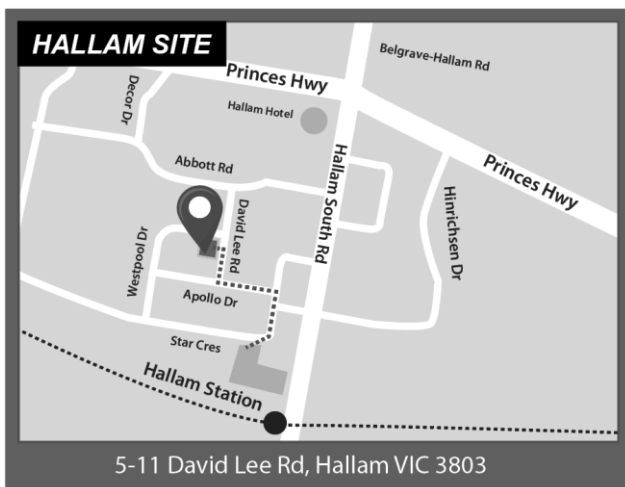 HALLAM SITE
Belgrave-Hallam Rd
Princes Hwy
Decor Dr
Hallam Hotel
Abbott Rd
Hallam South Rd
Princes Hwy
Hinrichsen Dr
David Lee Rd
Westpool Dr
Apollo Dr
Star Cres
Hallam Station
5-11 David Lee Rd, Hallam VIC 3803